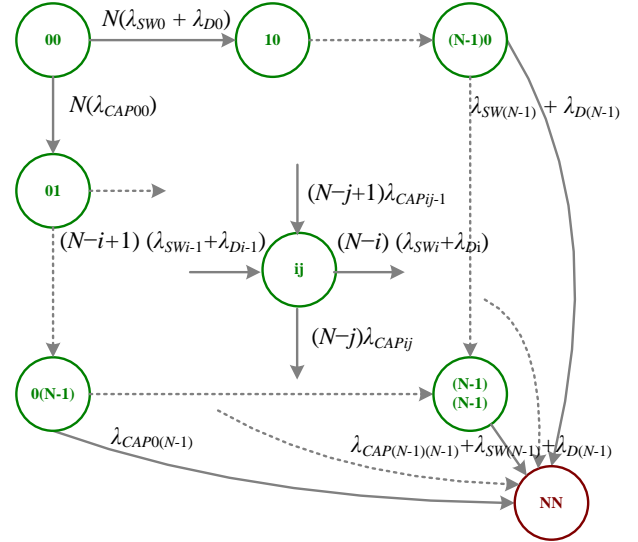 00
N(λSW0 + λD0)
10
(N-1)0
N(λCAP00)
λSW(N-1) + λD(N-1)
01
(N−j+1)λCAPij-1
(N−i+1) (λSWi-1+λDi-1)
(N−i) (λSWi+λDi)
ij
(N−j)λCAPij
0(N-1)
(N-1)
(N-1)
λCAP0(N-1)
λCAP(N-1)(N-1)+λSW(N-1)+λD(N-1)
NN